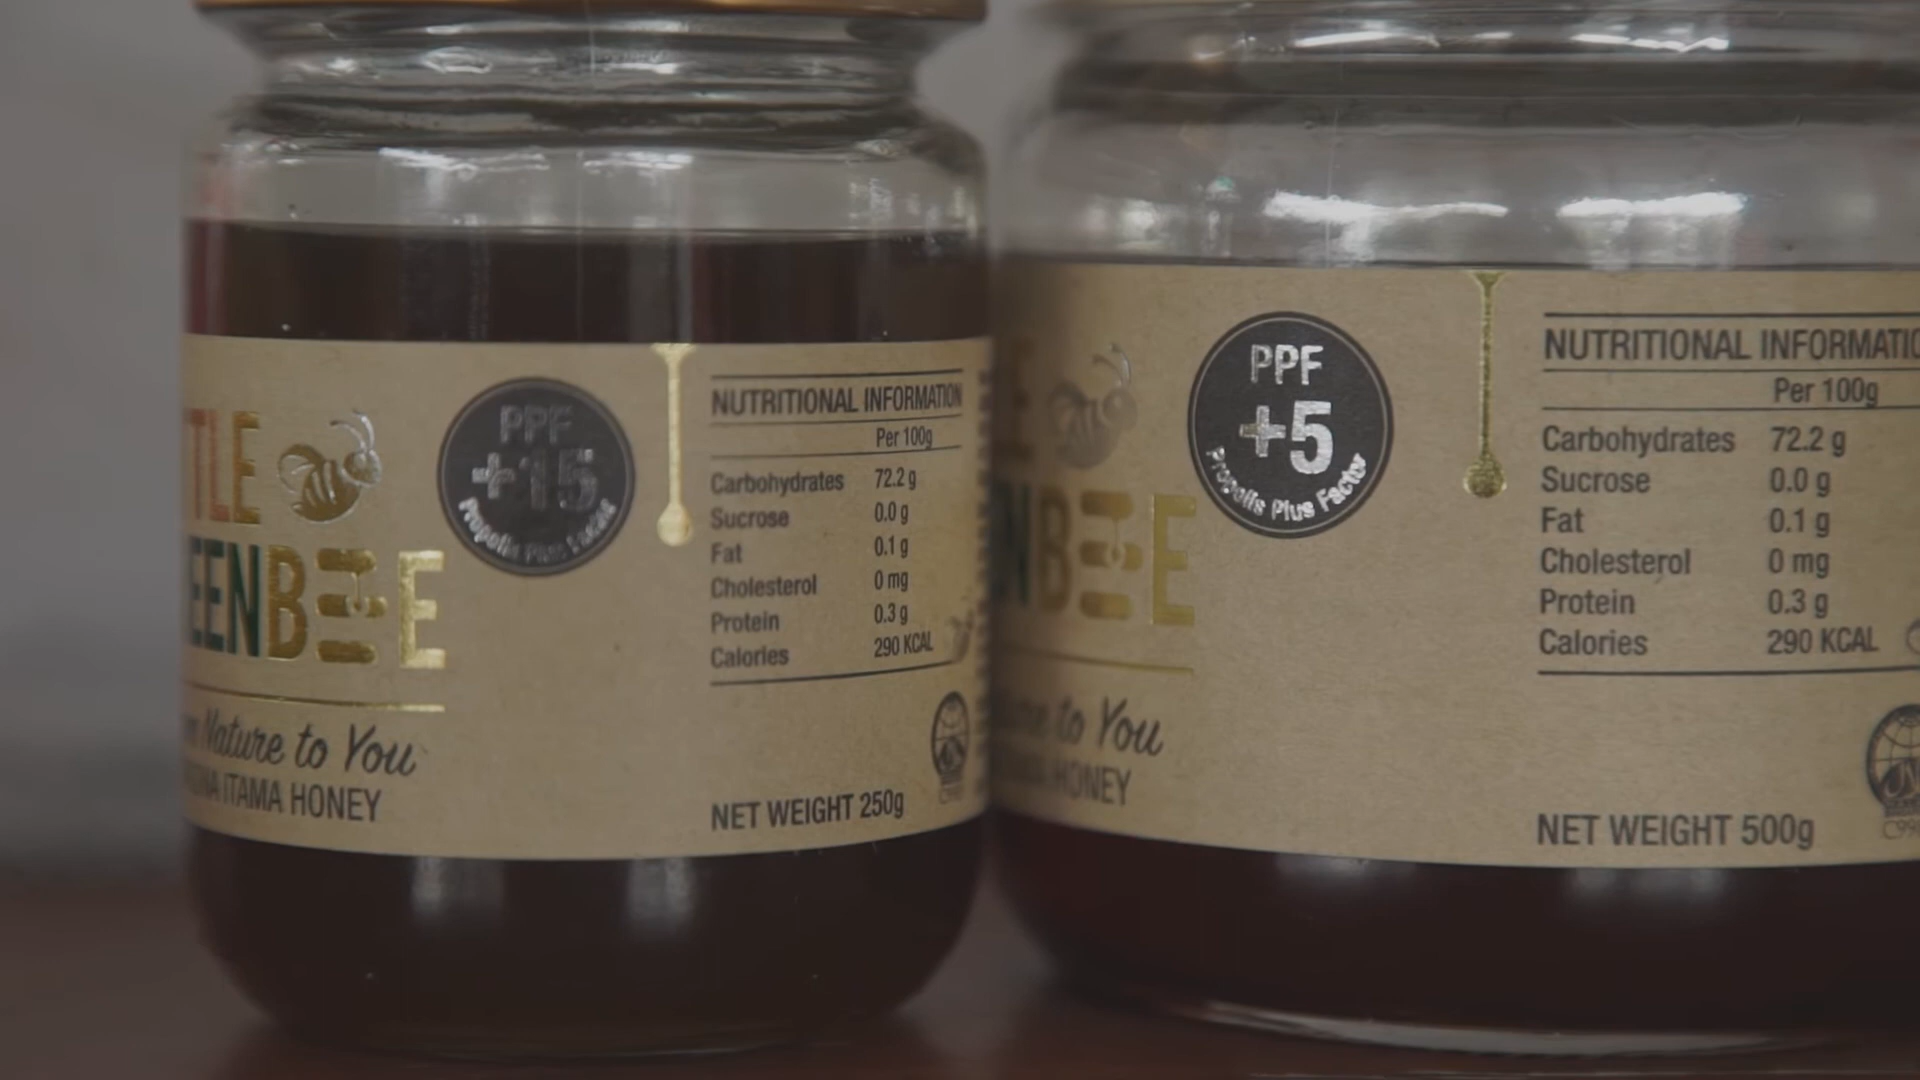 TLE
EENBEE
Nature to You
ITAMA HONEY
PPF
+15
Propolis Plus Factor
NUTRITIONAL INFORMATION
Per 100g
Carbohydrates 72.2 g
Sucrose 0.0 g
Fat 0.1 g
Cholesterol 0 mg
Protein 0.3 g
Calories 290 KCAL
NET WEIGHT 250g
E
NBEE
to You
HONEY
PPF
+5
Propolis Plus Factor
NUTRITIONAL INFORMATIO
Per 100g
Carbohydrates 72.2 g
Sucrose 0.0 g
Fat 0.1 g
Cholesterol 0 mg
Protein 0.3 g
Calories 290 KCAL
NET WEIGHT 500g